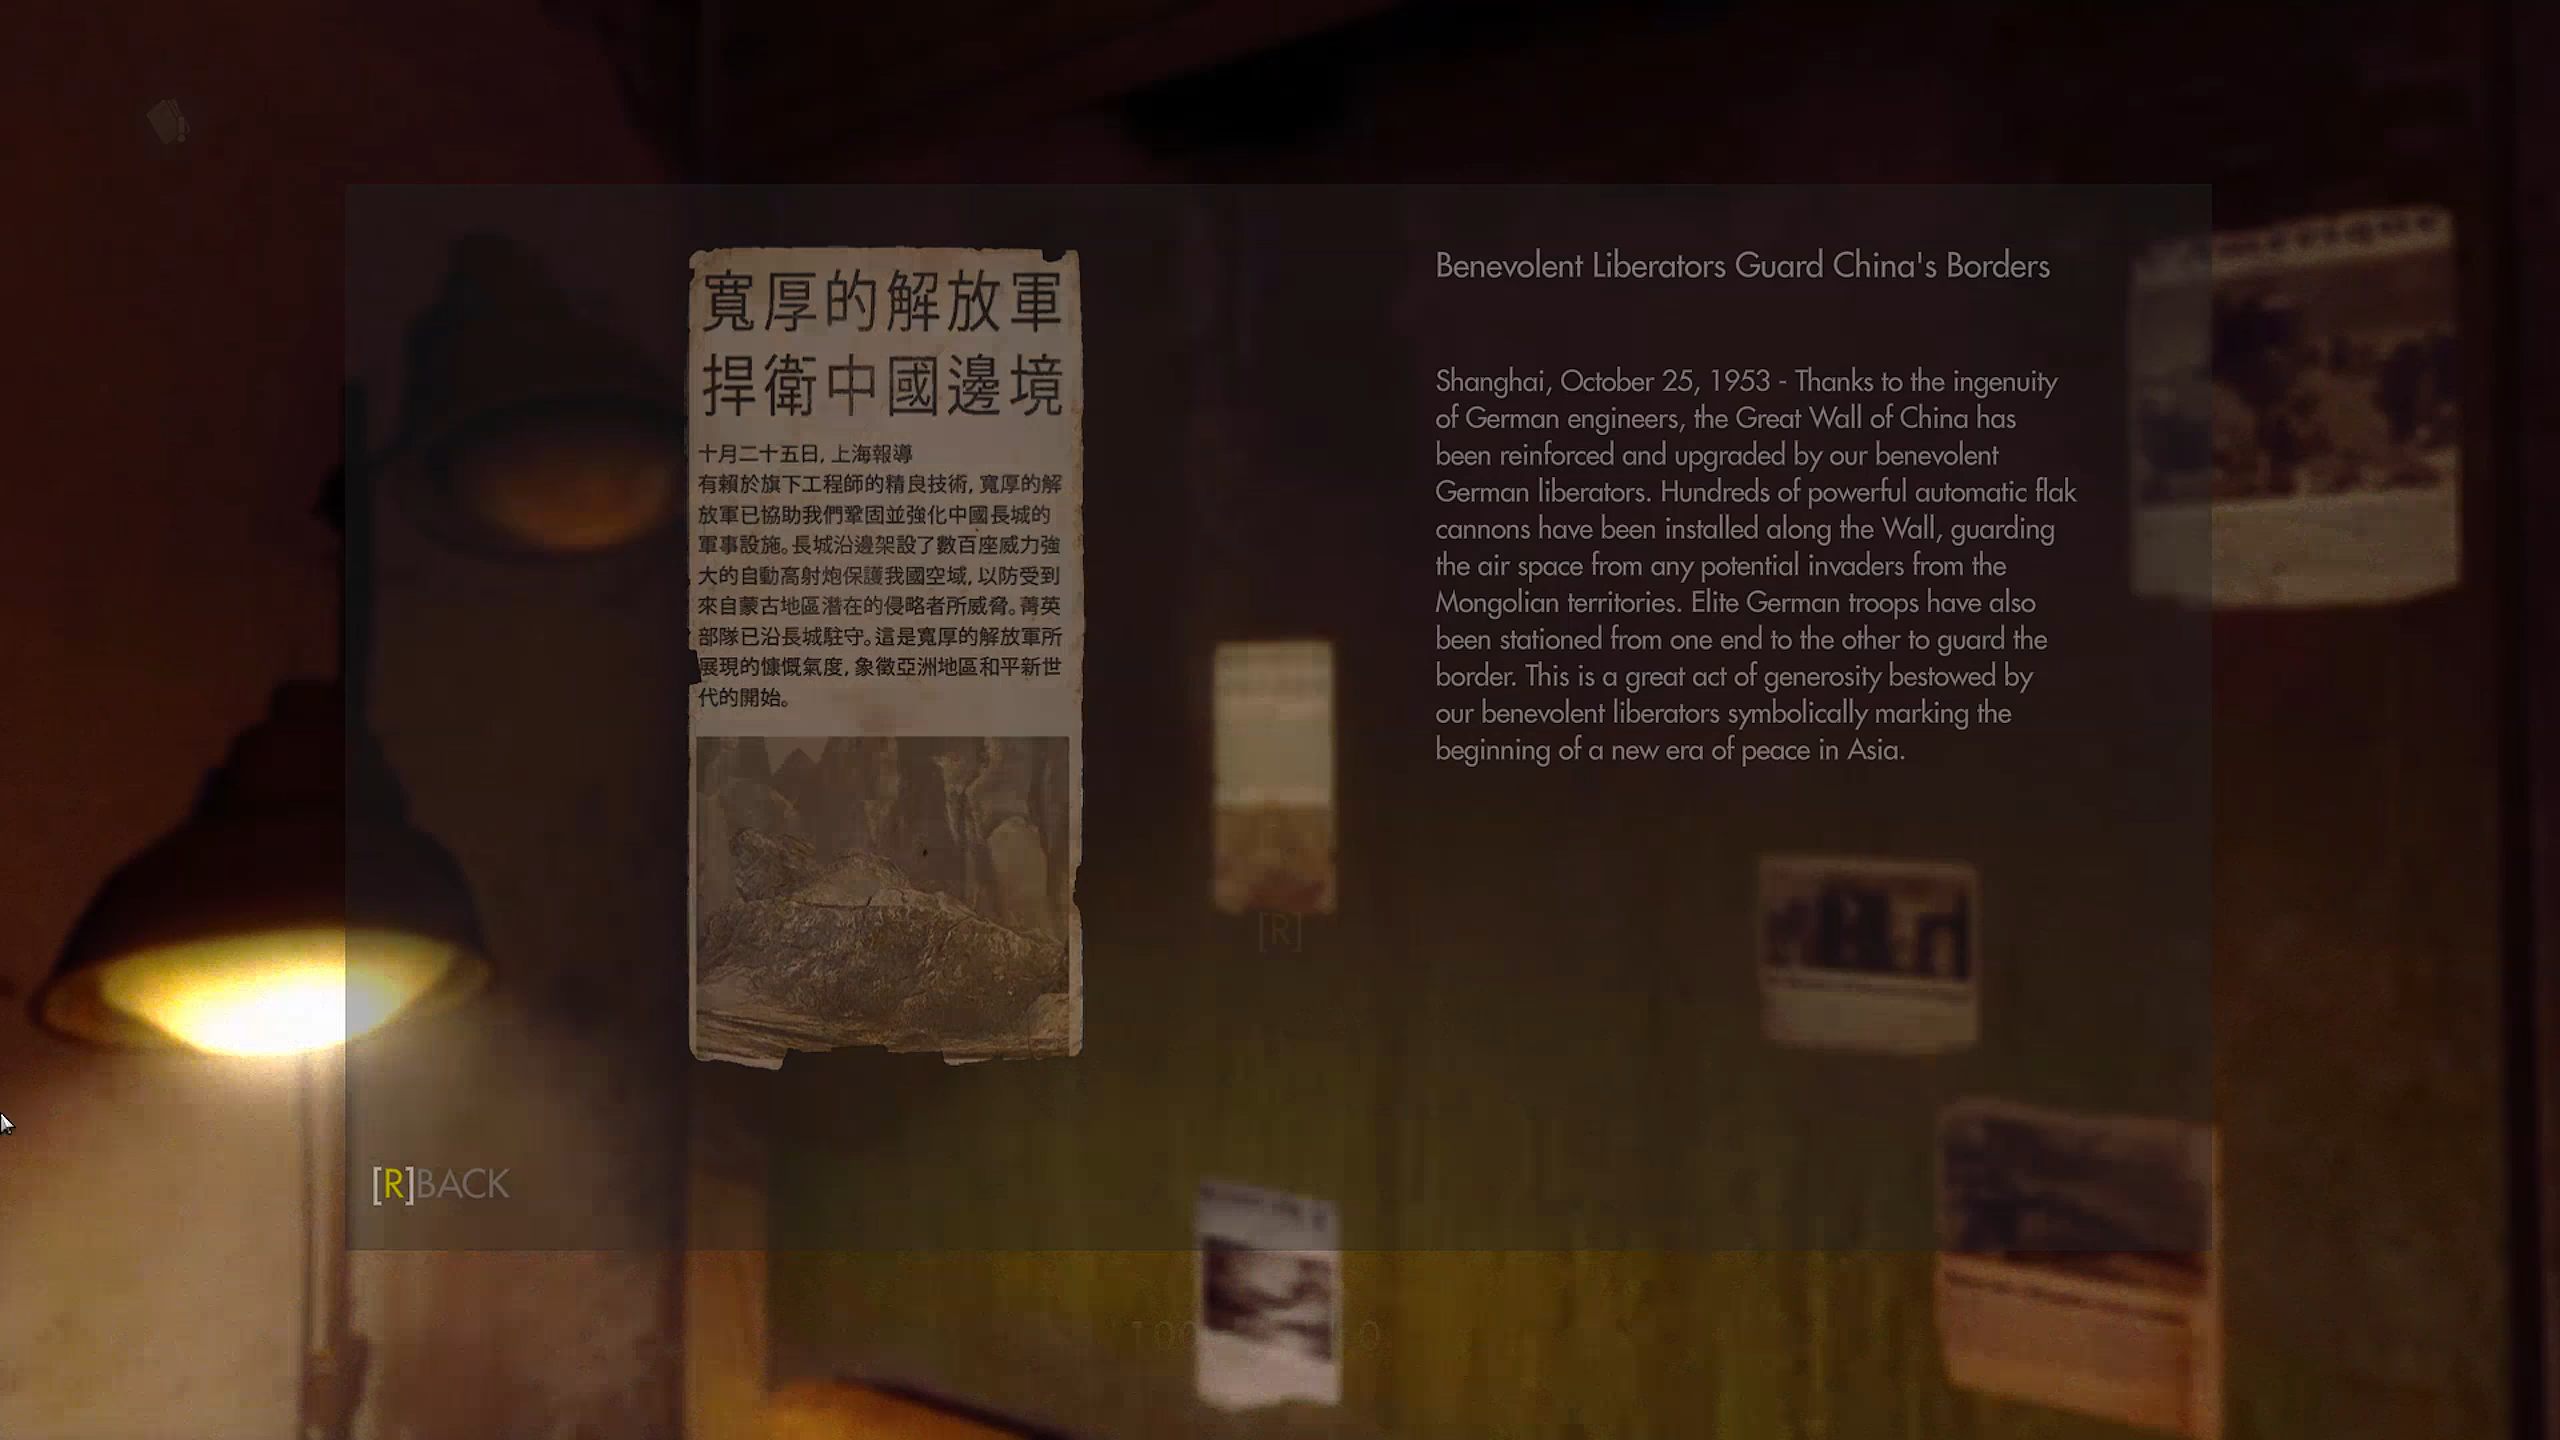 寬厚的解放軍
捍衛中國邊境
十月二十五日, 上海報導
有賴於旗下工程師的精良技術, 寬厚的解
放軍已協助我們鞏固並強化中國長城的
軍事設施。長城沿邊架設了數百座威力強
大的自動高射炮保護我國空域, 以防受到
來自蒙古地區潛在的侵略者所威脅。菁英
部隊已沿長城駐守。這是寬厚的解放軍所
展現的慷慨氣度, 象徵亞洲地區和平新世
代的開始。
Benevolent Liberators Guard China's Borders
Shanghai, October 25, 1953 - Thanks to the ingenuity
of German engineers, the Great Wall of China has
been reinforced and upgraded by our benevolent
German liberators. Hundreds of powerful automatic flak
cannons have been installed along the Wall, guarding
the air space from any potential invaders from the
Mongolian territories. Elite German troops have also
been stationed from one end to the other to guard the
border. This is a great act of generosity bestowed by
our benevolent liberators symbolically marking the
beginning of a new era of peace in Asia.
[R]
[R]BACK